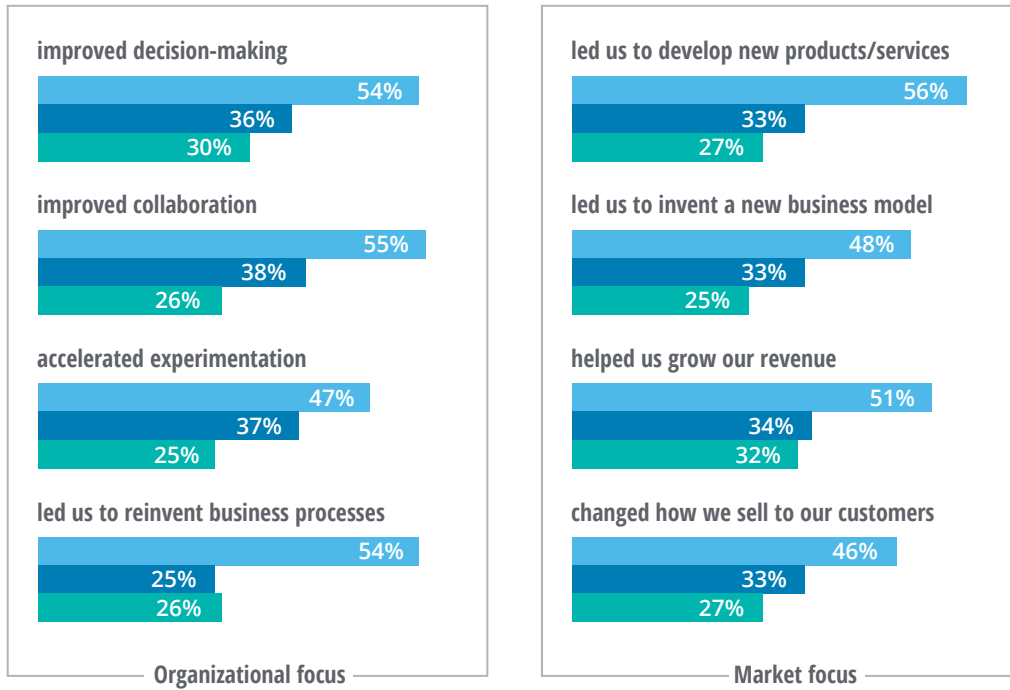 improved decision-making
54%
36%
30%
improved collaboration
55%
38%
26%
accelerated experimentation
47%
37%
25%
led us to reinvent business processes
54%
25%
26%
Organizational focus
led us to develop new products/services
56%
33%
27%
led us to invent a new business model
48%
33%
25%
helped us grow our revenue
51%
34%
32%
changed how we sell to our customers
46%
33%
27%
Market focus